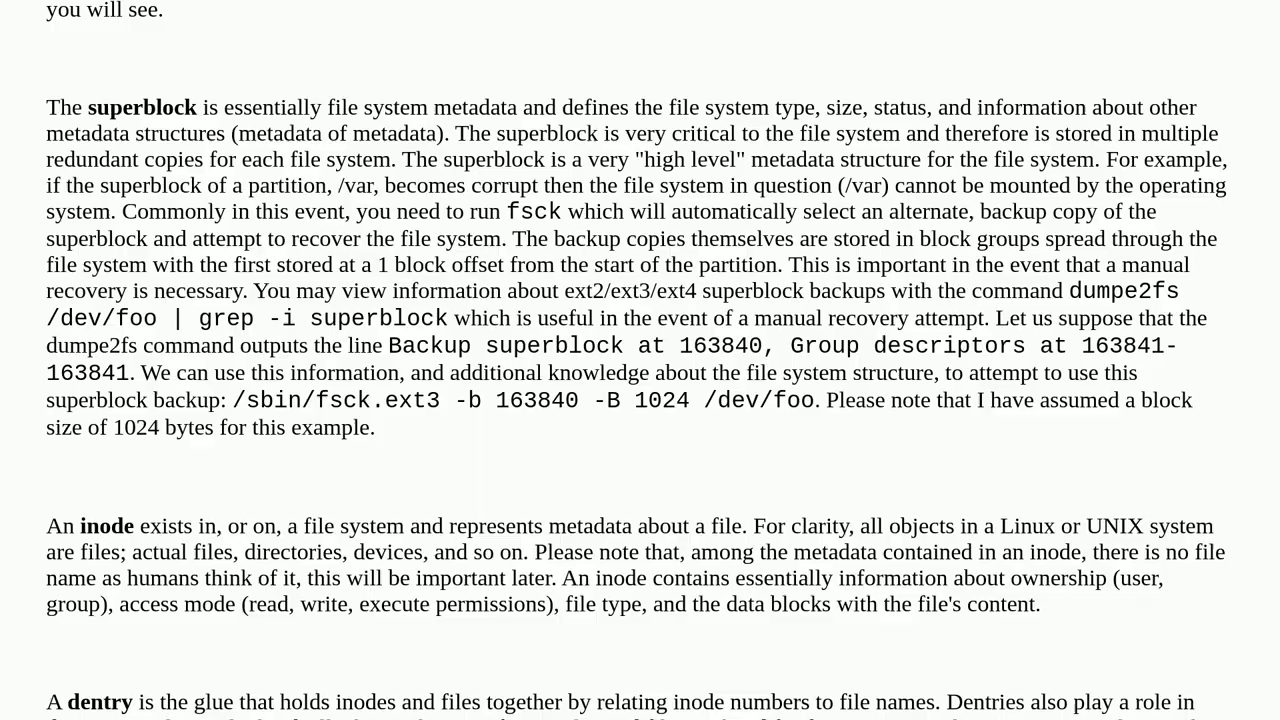 you will see.
The superblock is essentially file system metadata and defines the file system type, size, status, and information about other
metadata structures (metadata of metadata). The superblock is very critical to the file system and therefore is stored in multiple
redundant copies for each file system. The superblock is a very "high level" metadata structure for the file system. For example,
if the superblock of a partition, /var, becomes corrupt then the file system in question (/var) cannot be mounted by the operating
system. Commonly in this event, you need to run fsck which will automatically select an alternate, backup copy of the
superblock and attempt to recover the file system. The backup copies themselves are stored in block groups spread through the
file system with the first stored at a 1 block offset from the start of the partition. This is important in the event that a manual
recovery is necessary. You may view information about ext2/ext3/ext4 superblock backups with the command dumpe2fs
/dev/foo | grep -i superblock which is useful in the event of a manual recovery attempt. Let us suppose that the
dumpe2fs command outputs the line Backup superblock at 163840, Group descriptors at 163841-
163841. We can use this information, and additional knowledge about the file system structure, to attempt to use this
superblock backup: /sbin/fsck.ext3 -b 163840 -B 1024 /dev/foo. Please note that I have assumed a block
size of 1024 bytes for this example.
An inode exists in, or on, a file system and represents metadata about a file. For clarity, all objects in a Linux or UNIX system
are files; actual files, directories, devices, and so on. Please note that, among the metadata contained in an inode, there is no file
name as humans think of it, this will be important later. An inode contains essentially information about ownership (user,
group), access mode (read, write, execute permissions), file type, and the data blocks with the file's content.
A dentry is the glue that holds inodes and files together by relating inode numbers to file names. Dentries also play a role in